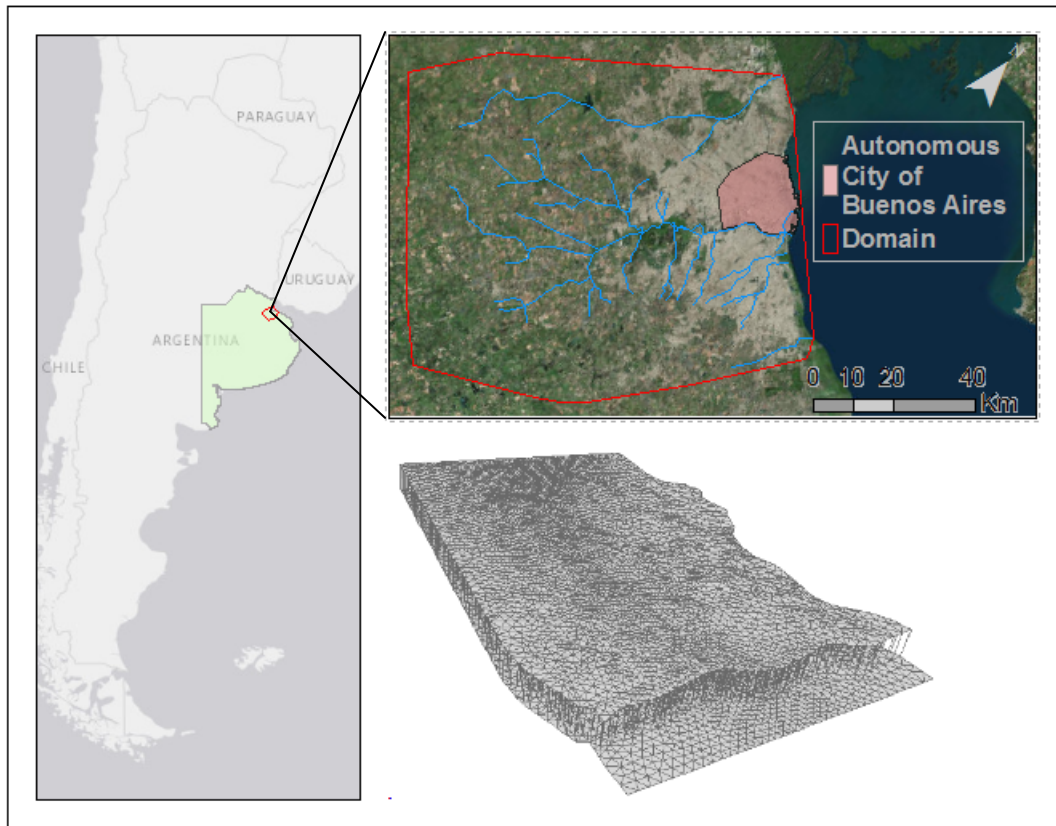 PARAGUAY
URUGUAY
ARGENTINA
CHILE
Autonomous
City of
Buenos Aires
Domain
0 10 20 40
Km